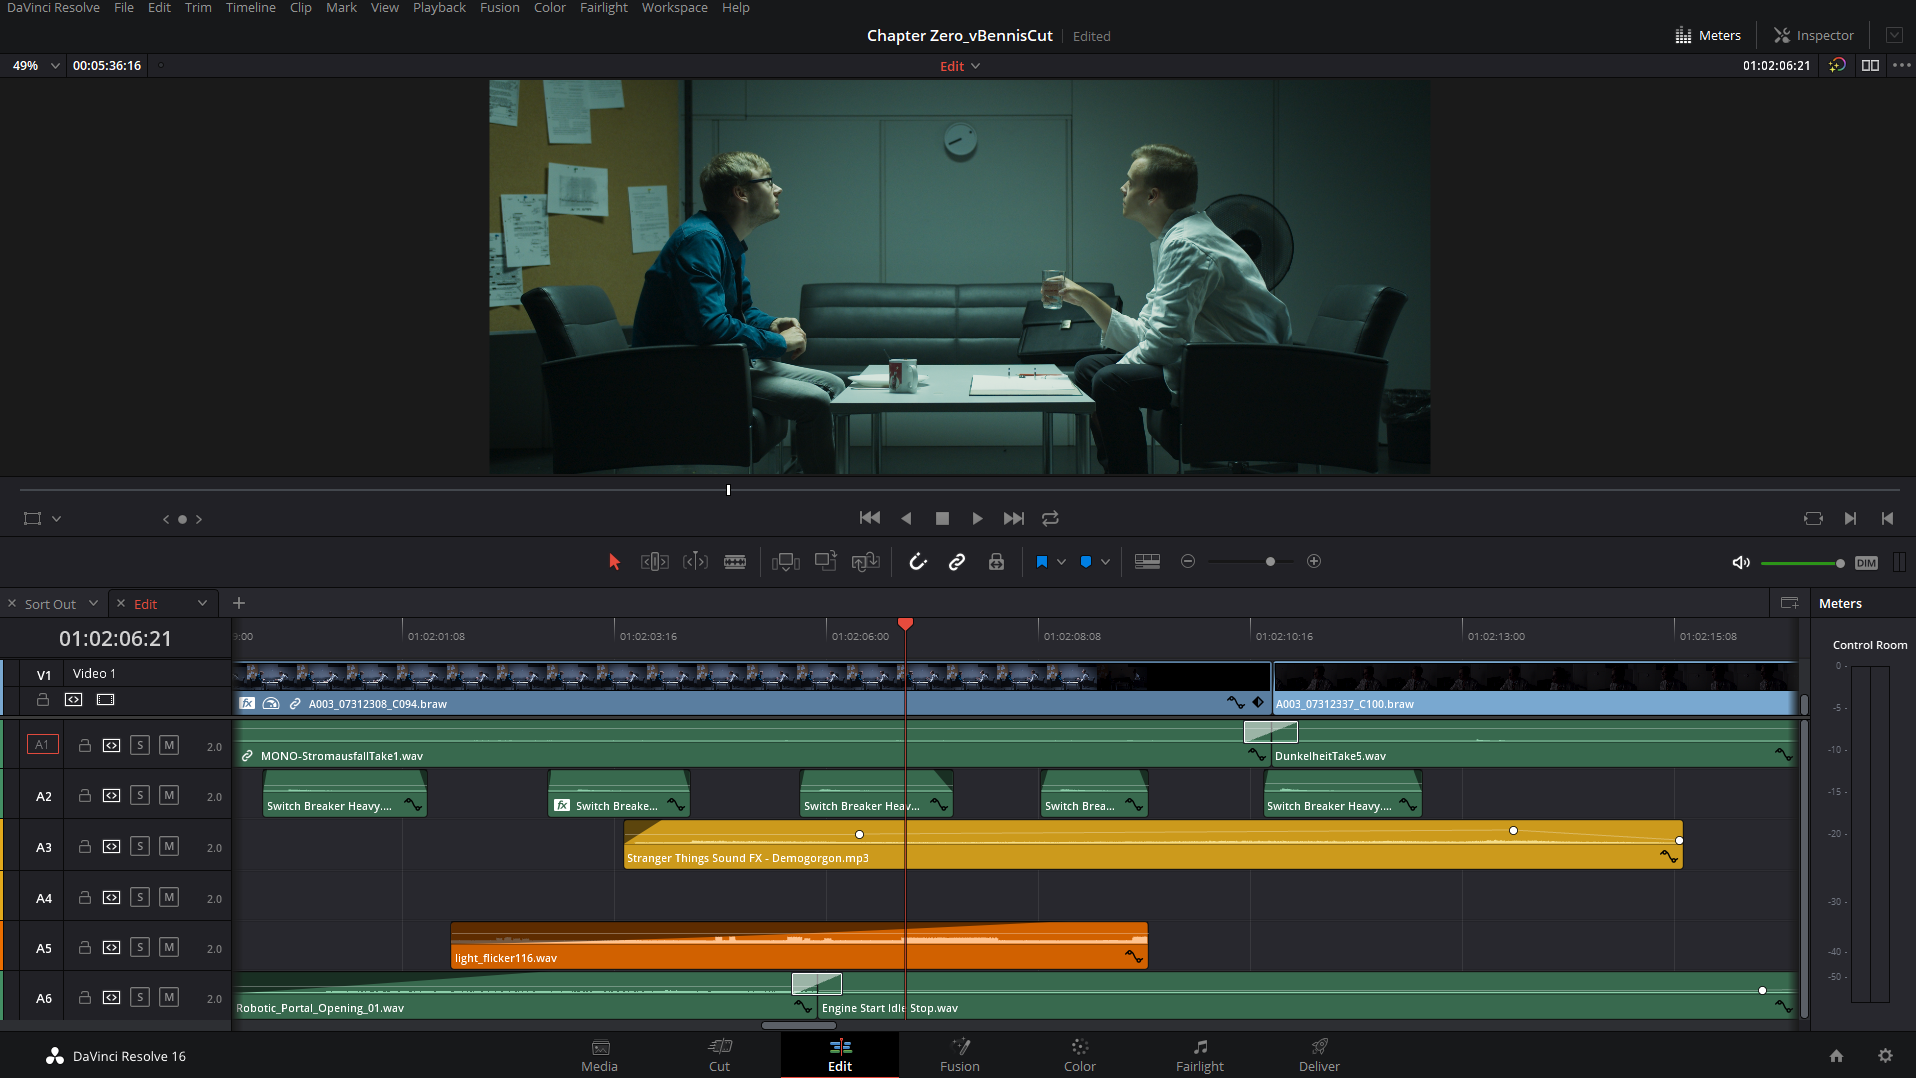 DaVinci Resolve File Edit Trim Timeline Clip Mark View Playback Fusion Color Fairlight Workspace Help
Chapter Zero_vBennisCut Edited
Meters Inspector
49% 00:05:36:16 Edit 01:02:06:21
DIM
Sort Out Edit Meters
01:02:06:21
9:00 01:02:01:08 01:02:03:16 01:02:06:00 01:02:08:08 01:02:10:16 01:02:13:00 01:02:15:08
Control Room
V1 Video 1
fx A003_07312308_C094.braw A003_07312337_C100.braw
A1 S M 2.0
MONO-StromausfallTake1.wav DunkelheitTake5.wav
A2 S M 2.0
Switch Breaker Heavy.... fx Switch Breake... Switch Breaker Heav... Switch Brea... Switch Breaker Heavy....
A3 S M 2.0
Stranger Things Sound FX - Demogorgon.mp3
A4 S M 2.0
A5 S M 2.0
light_flicker116.wav
A6 S M 2.0
Robotic_Portal_Opening_01.wav Engine Start Idle Stop.wav
0 -
-5 -
-10 -
-15 -
-20 -
-30 -
-40 -
-50 -
DaVinci Resolve 16
Media Cut Edit Fusion Color Fairlight Deliver